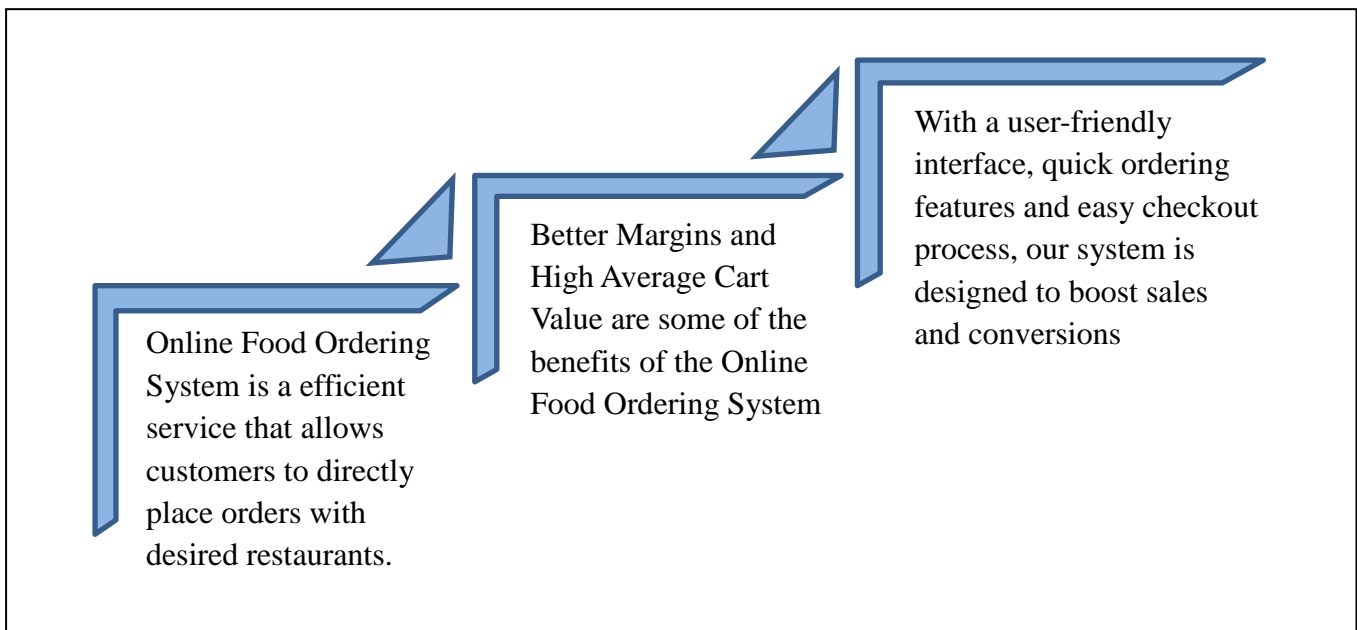 Online Food Ordering
System is a efficient
service that allows
customers to directly
place orders with
desired restaurants.
Better Margins and
High Average Cart
Value are some of the
benefits of the Online
Food Ordering System
With a user-friendly
interface, quick ordering
features and easy checkout
process, our system is
designed to boost sales
and conversions